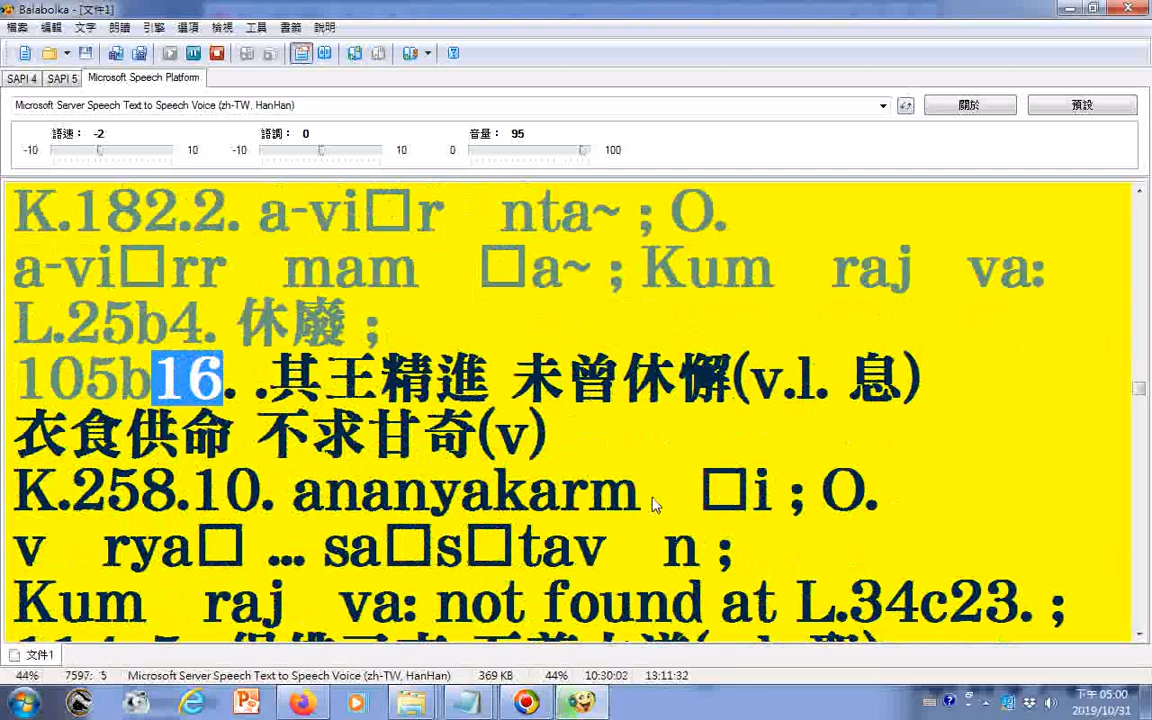 Balabolka - [文件1]
檔案 編輯 文字 朗讀 引擎 選項 檢視 工具 書籤 說明
SAPI 4 SAPI 5 Microsoft Speech Platform
Microsoft Server Speech Text to Speech Voice (zh-TW, HanHan) 關於 預設
語速： -2 語調： 0 音量： 95
-10 10 -10 10 0 100
K.182.2. a-vi□r nta~ ; O.
a-vi□rr mam □a~ ; Kum raj va:
L.25b4. 休廢 ;
105b16. .其王精進 未曾休懈(v.l. 息)
衣食供命 不求甘奇(v)
K.258.10. ananyakarm □i ; O.
v rya□ ... sa□s□tav n ;
Kum raj va: not found at L.34c23. ;
文件1
44% 7597: 5 Microsoft Server Speech Text to Speech Voice (zh-TW, HanHan) 369 KB 44% 10:30:02 13:11:32
下午 05:00
2019/10/31